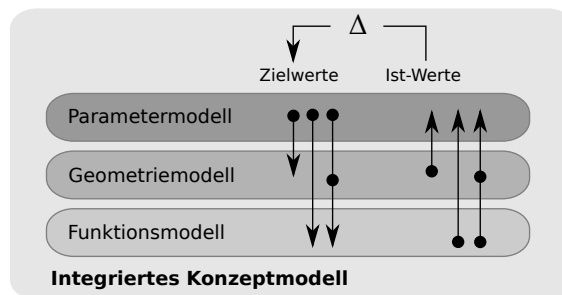 Δ
Zielwerte Ist-Werte
Parametermodell
Geometriemodell
Funktionsmodell
Integriertes Konzeptmodell